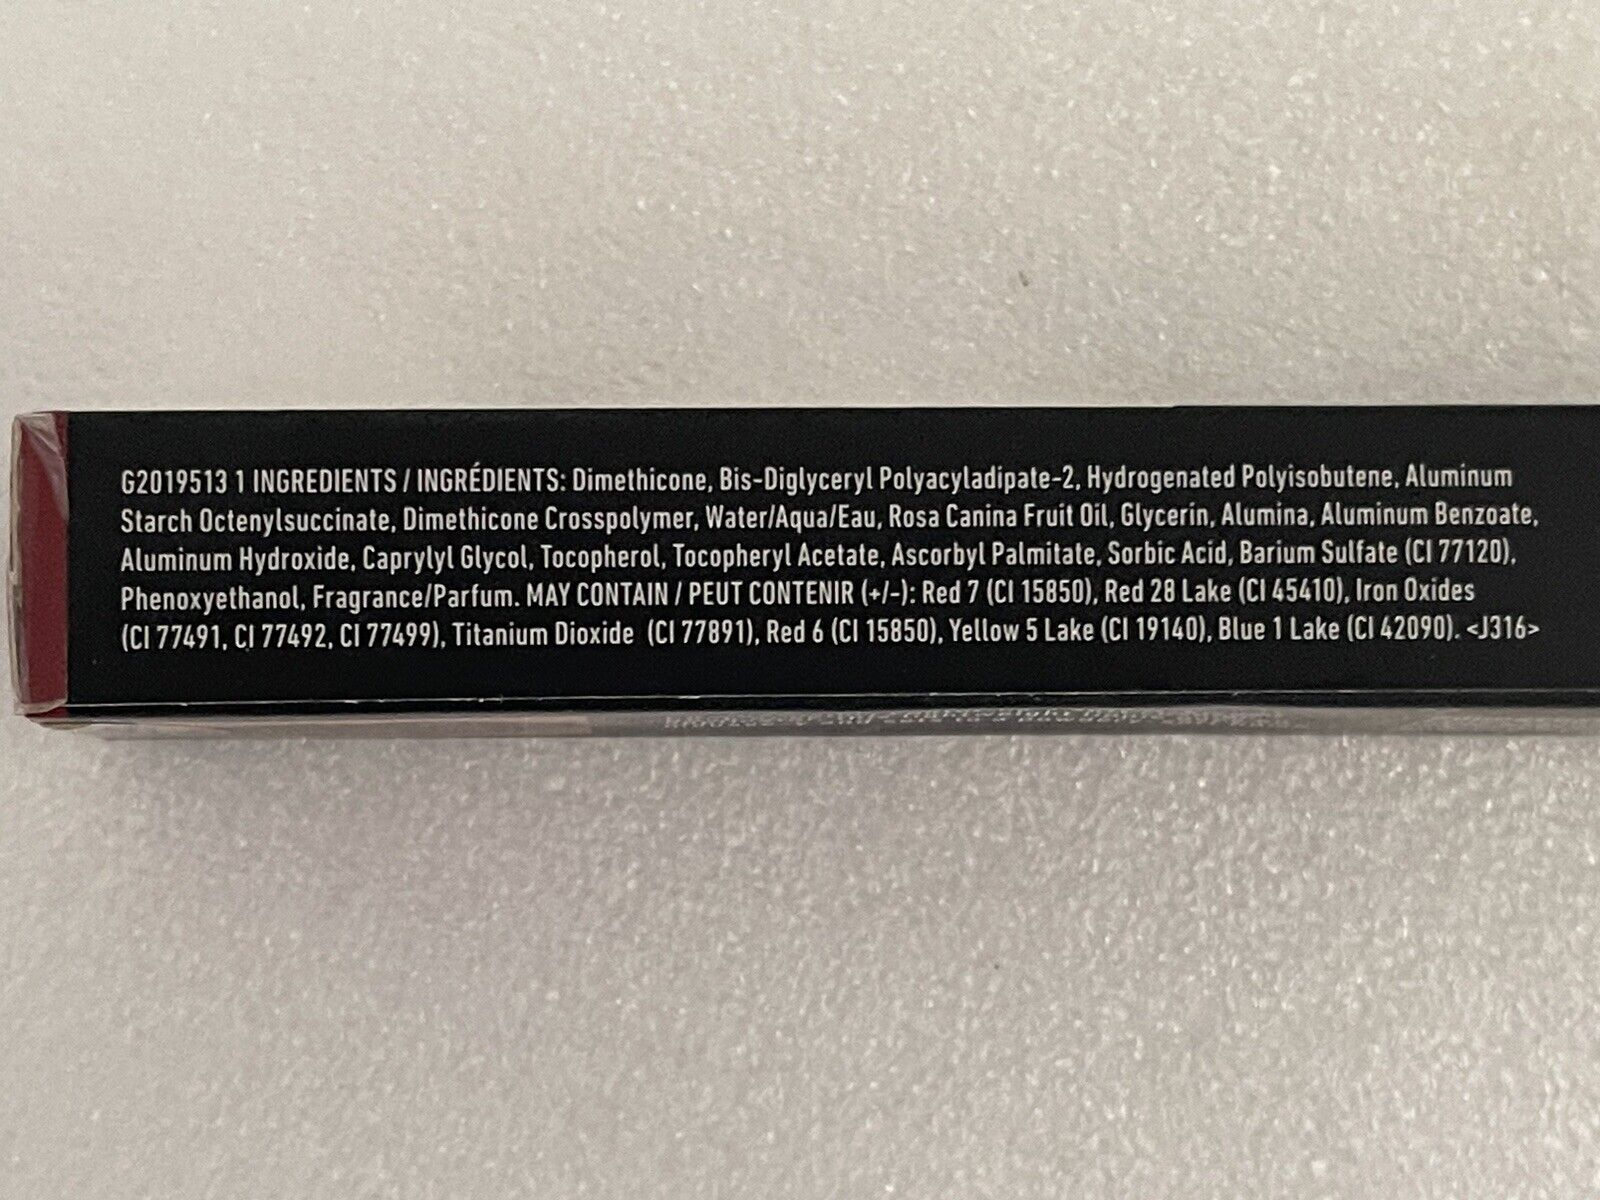 G2019513 1 INGREDIENTS / INGRÉDIENTS: Dimethicone, Bis-Diglyceryl Polyacyladipate-2, Hydrogenated Polyisobutene, Aluminum
Starch Octenylsuccinate, Dimethicone Crosspolymer, Water/Aqua/Eau, Rosa Canina Fruit Oil, Glycerin, Alumina, Aluminum Benzoate,
Aluminum Hydroxide, Caprylyl Glycol, Tocopherol, Tocopheryl Acetate, Ascorbyl Palmitate, Sorbic Acid, Barium Sulfate (CI 77120),
Phenoxyethanol, Fragrance/Parfum. MAY CONTAIN / PEUT CONTENIR (+/-): Red 7 (CI 15850), Red 28 Lake (CI 45410), Iron Oxides
(CI 77491, CI 77492, CI 77499), Titanium Dioxide (CI 77891), Red 6 (CI 15850), Yellow 5 Lake (CI 19140), Blue 1 Lake (CI 42090). <J316>